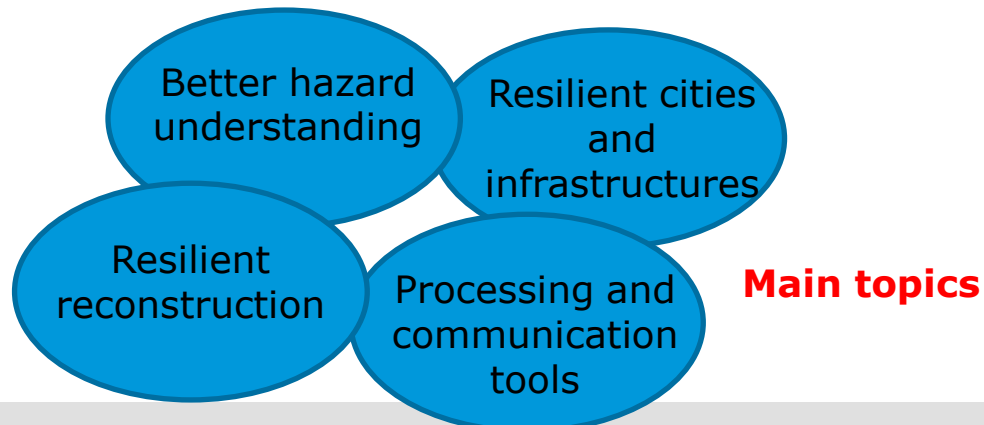 Better hazard
understanding
Resilient cities
and
infrastructures
Resilient
reconstruction
Processing and
communication
tools
Main topics